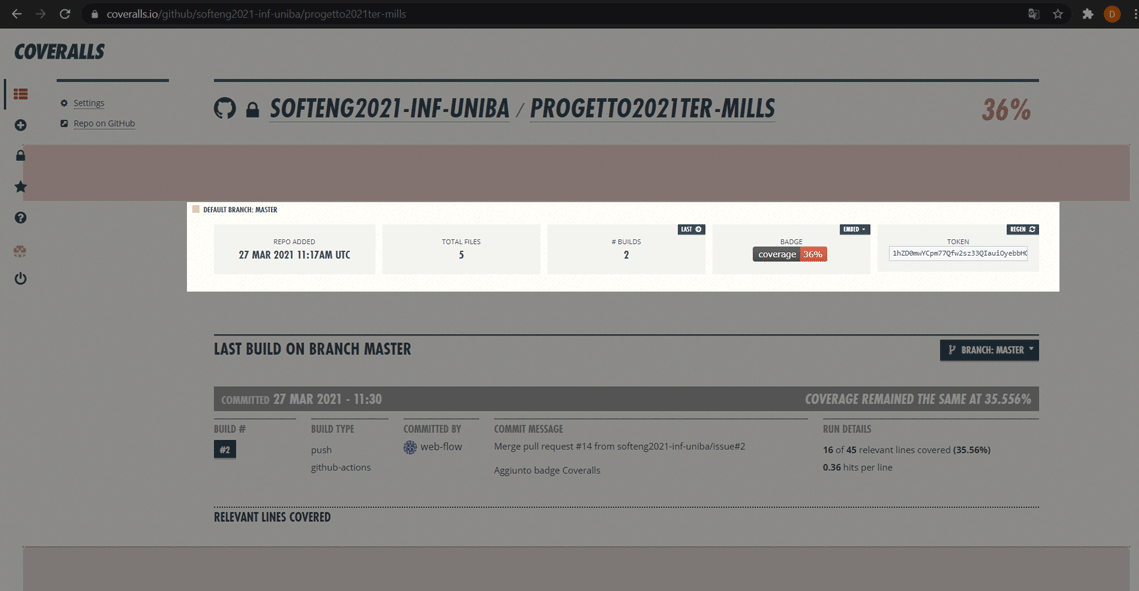 coveralls.io/github/softeng2021-inf-uniba/progetto2021ter-mills
D
COVERALLS
Settings
Repo on GitHub
SOFTENG2021-INF-UNIBA / PROGETTO2021TER-MILLS
36%
DEFAULT BRANCH: MASTER
REPO ADDED
27 MAR 2021 11:17AM UTC
TOTAL FILES
5
LAST
# BUILDS
2
EMBED
BADGE
coverage 36%
REGEN
TOKEN
LAST BUILD ON BRANCH MASTER
BRANCH: MASTER
COMMITTED 27 MAR 2021 - 11:30
COVERAGE REMAINED THE SAME AT 35.556%
BUILD #
#2
BUILD TYPE
push
github-actions
COMMITTED BY
web-flow
COMMIT MESSAGE
Merge pull request #14 from softeng2021-inf-uniba/issue#2
Aggiunto badge Coveralls
RUN DETAILS
16 of 45 relevant lines covered (35.56%)
0.36 hits per line
RELEVANT LINES COVERED